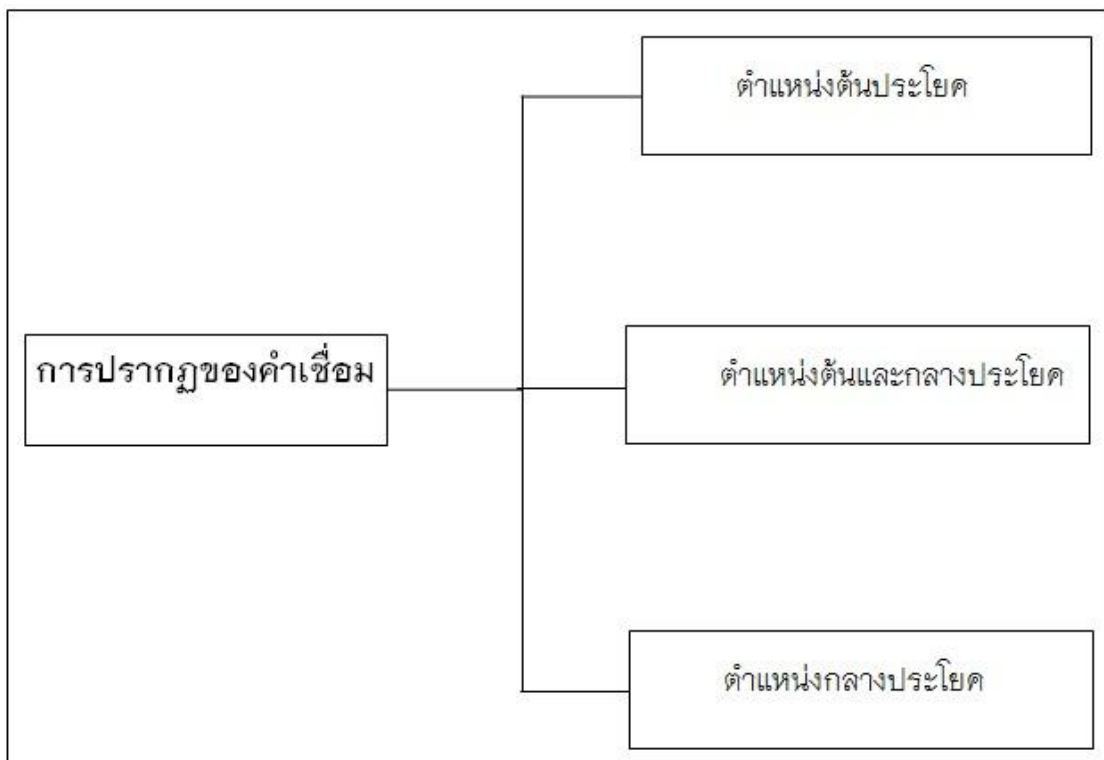 ตำแหน่งต้นประโยค
การปรากฏของคำเชื่อม
ตำแหน่งต้นและกลางประโยค
ตำแหน่งกลางประโยค